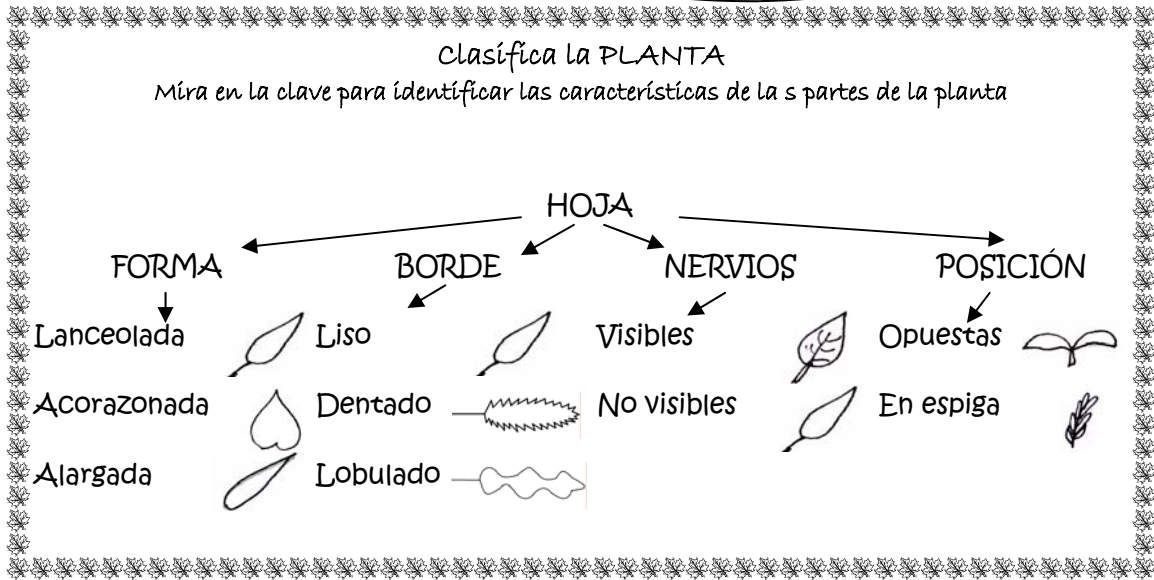 Clasifica la PLANTA
Mira en la clave para identificar las características de la s partes de la planta
HOJA
FORMA BORDE NERVIOS POSICIÓN
Lanceolada Liso Visibles Opuestas
Acorazonada Dentado No visibles En espiga
Alargada Lobulado